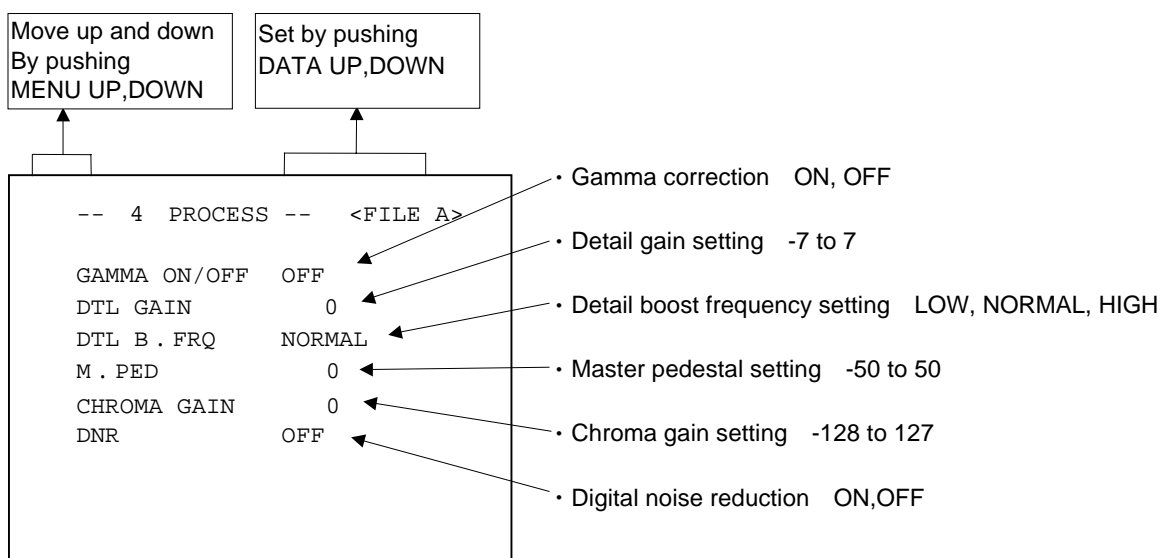 Move up and down
By pushing
MENU UP,DOWN
Set by pushing
DATA UP,DOWN
-- 4 PROCESS -- <FILE A>
GAMMA ON/OFF OFF
DTL GAIN 0
DTL B.FRQ NORMAL
M.PED 0
CHROMA GAIN 0
DNR OFF
・Gamma correction ON, OFF
・Detail gain setting -7 to 7
・Detail boost frequency setting LOW, NORMAL, HIGH
・Master pedestal setting -50 to 50
・Chroma gain setting -128 to 127
・Digital noise reduction ON,OFF